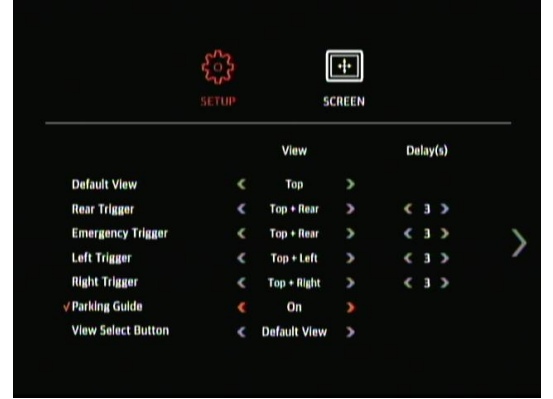 SETUP SCREEN
View Delay(s)
Default View Top
Rear Trigger Top + Rear 3
Emergency Trigger Top + Rear 3
Left Trigger Top + Left 3
Right Trigger Top + Right 3
✓ Parking Guide On
View Select Button Default View